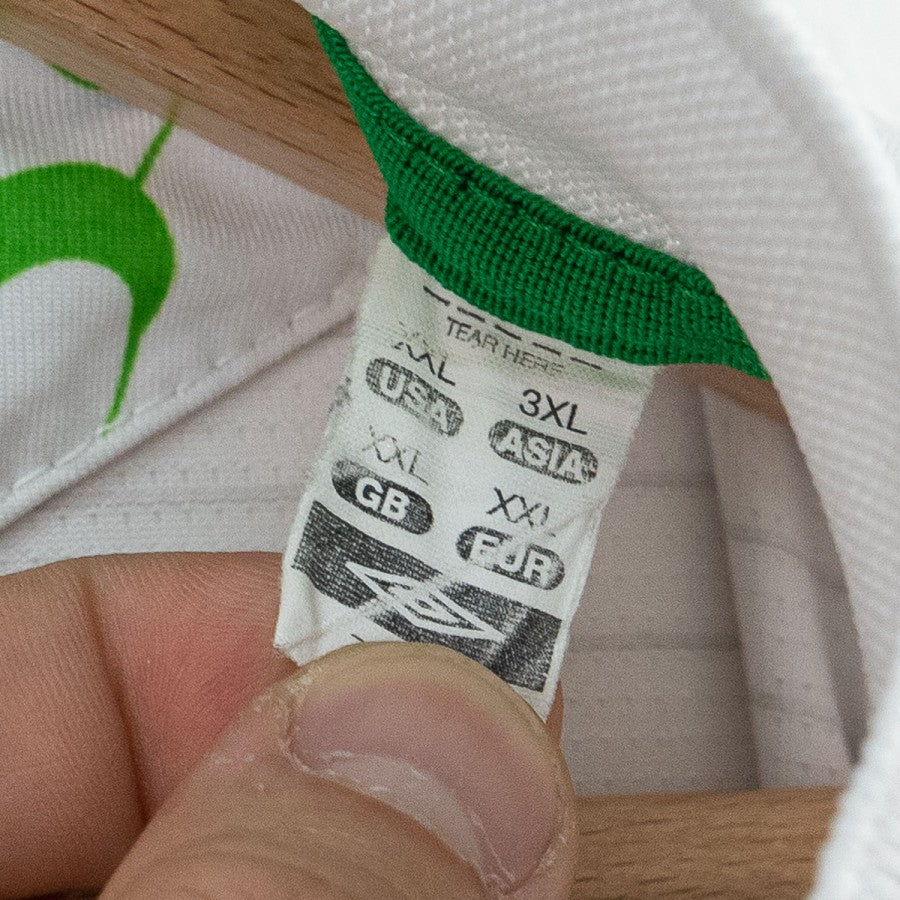 TEAR HERE
XXL 3XL
USA ASIA
XXL XXL
GB EUR